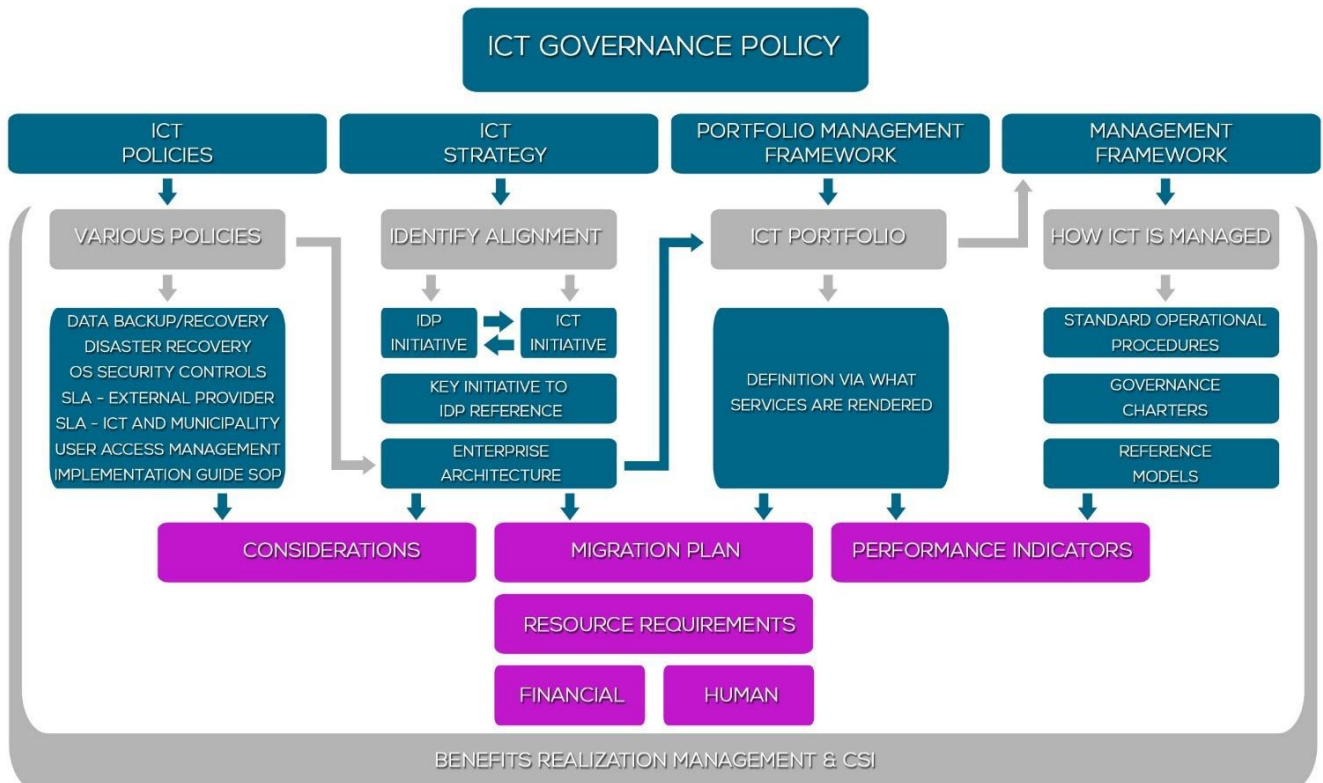 ICT GOVERNANCE POLICY
ICT
POLICIES
ICT
STRATEGY
PORTFOLIO MANAGEMENT
FRAMEWORK
MANAGEMENT
FRAMEWORK
VARIOUS POLICIES
IDENTIFY ALIGNMENT
ICT PORTFOLIO
HOW ICT IS MANAGED
DATA BACKUP/RECOVERY
DISASTER RECOVERY
OS SECURITY CONTROLS
SLA - EXTERNAL PROVIDER
SLA - ICT AND MUNICIPALITY
USER ACCESS MANAGEMENT
IMPLEMENTATION GUIDE SOP
IDP
INITIATIVE
ICT
INITIATIVE
KEY INITIATIVE TO
IDP REFERENCE
ENTERPRISE
ARCHITECTURE
DEFINITION VIA WHAT
SERVICES ARE RENDERED
STANDARD OPERATIONAL
PROCEDURES
GOVERNANCE
CHARTERS
REFERENCE
MODELS
CONSIDERATIONS
MIGRATION PLAN
PERFORMANCE INDICATORS
RESOURCE REQUIREMENTS
FINANCIAL
HUMAN
BENEFITS REALIZATION MANAGEMENT & CSI